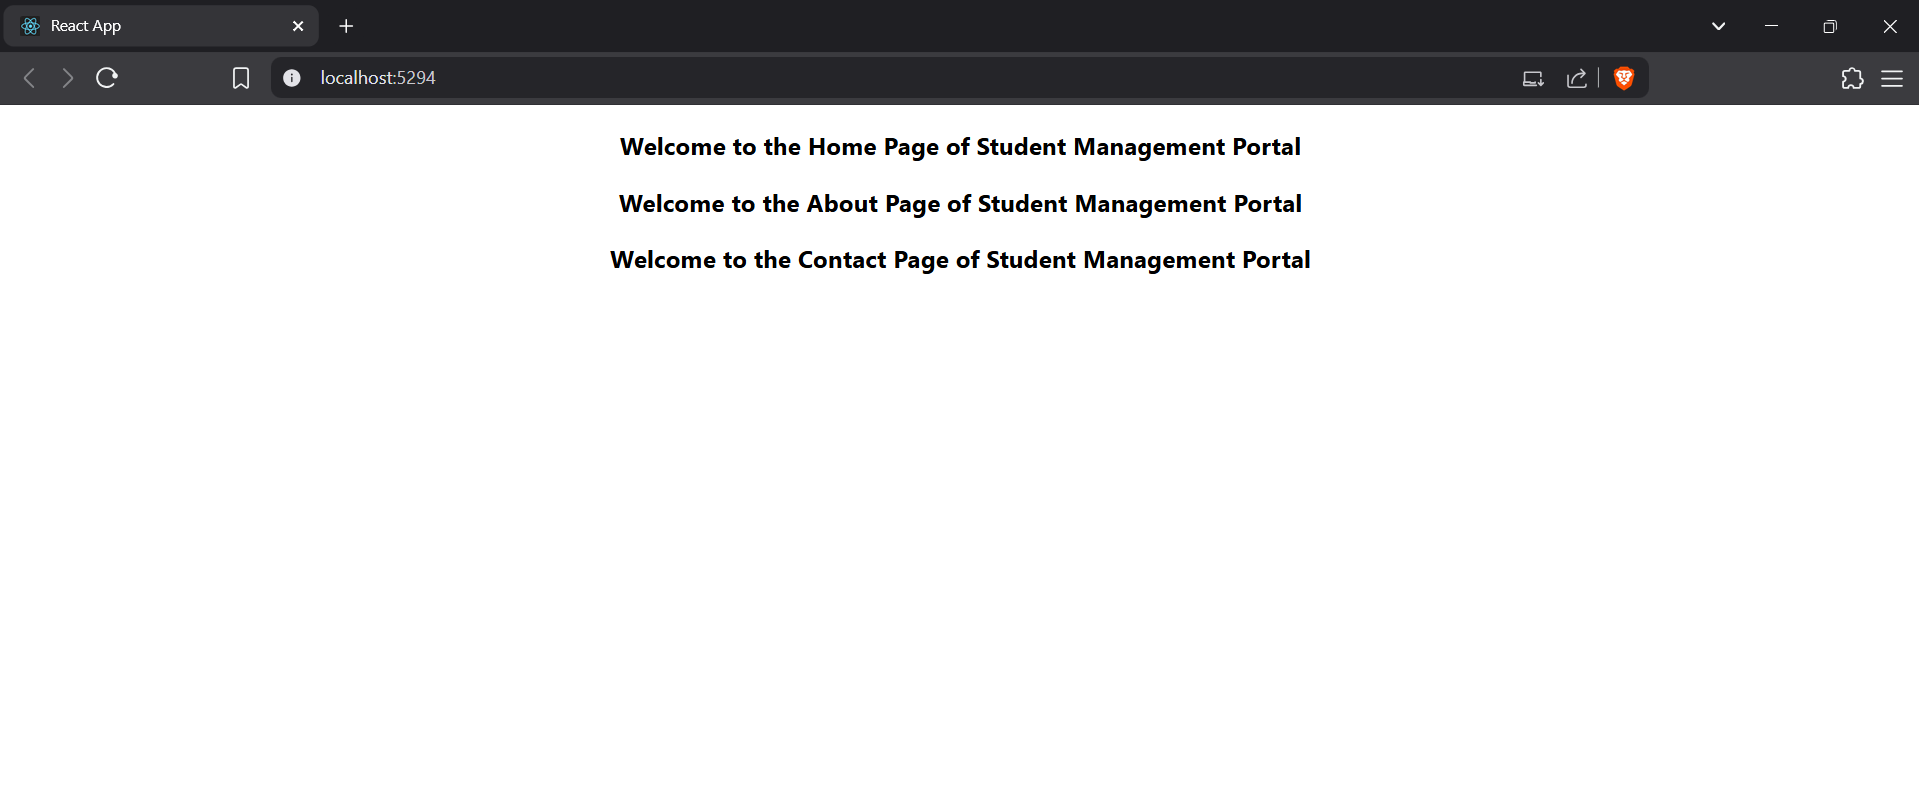 React App
localhost:5294
Welcome to the Home Page of Student Management Portal
Welcome to the About Page of Student Management Portal
Welcome to the Contact Page of Student Management Portal